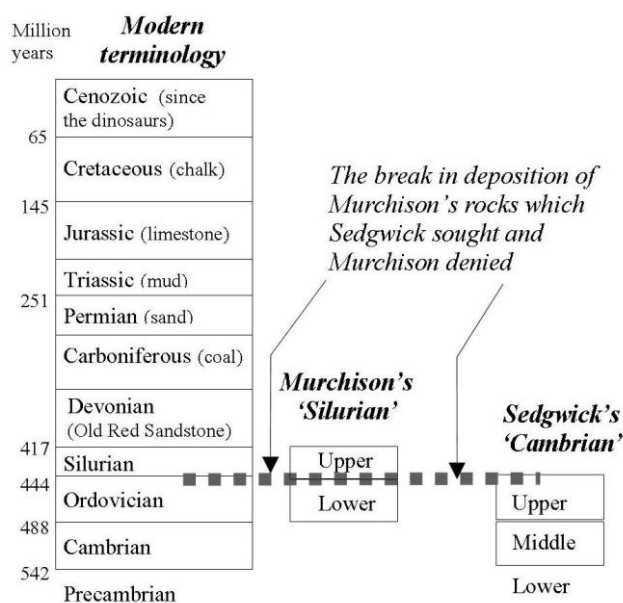 Million
years
Modern
terminology
Cenozoic (since
the dinosaurs)
65
Cretaceous (chalk)
145
Jurassic (limestone)
Triassic (mud)
251
Permian (sand)
Carboniferous (coal)
Devonian
(Old Red Sandstone)
417
Silurian
444
Ordovician
488
Cambrian
542
Precambrian
The break in deposition of
Murchison's rocks which
Sedgwick sought and
Murchison denied
Murchison's
'Silurian'
Upper
Lower
Sedgwick's
'Cambrian'
Upper
Middle
Lower